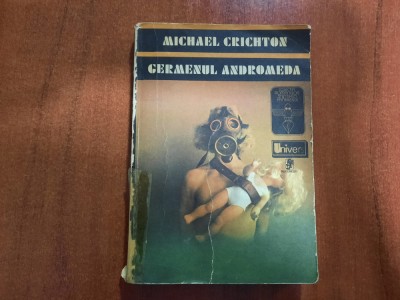 MICHAEL CRICHTON
GERMENUL ANDROMEDA
Univers